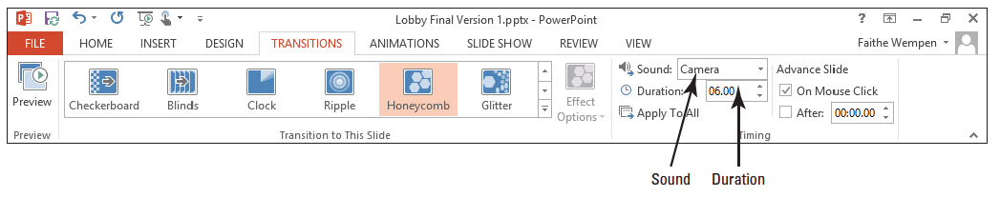 Lobby Final Version 1.pptx - PowerPoint
FILE HOME INSERT DESIGN TRANSITIONS ANIMATIONS SLIDE SHOW REVIEW VIEW Faithe Wempen
Preview
Checkerboard Blinds Clock Ripple Honeycomb Glitter
Effect
Options
Sound: Camera
Duration: 06.00
Apply To All
Advance Slide
On Mouse Click
After: 00:00.00
Preview Transition to This Slide Timing
Sound Duration